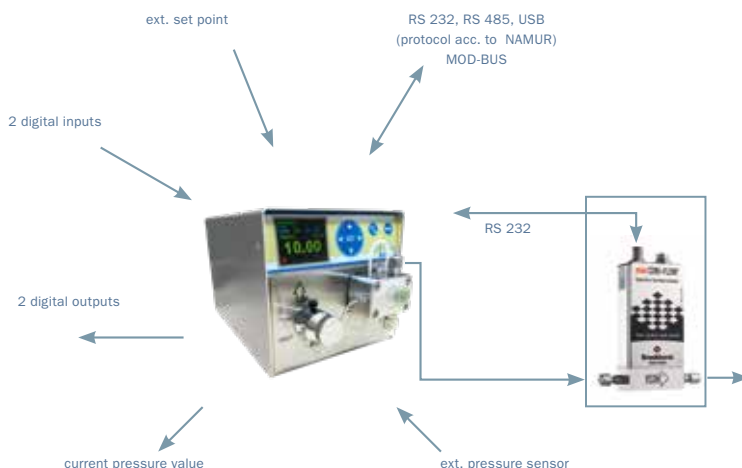 ext. set point
RS 232, RS 485, USB
(protocol acc. to  NAMUR)
MOD-BUS
2 digital inputs
RS 232
10.00
2 digital outputs
current pressure value
ext. pressure sensor